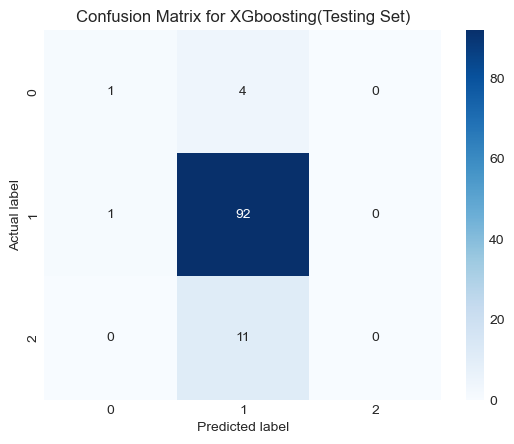 Confusion Matrix for XGboosting(Testing Set)
Actual label
0
1 4 0
1
1 92 0
2
0 11 0
0 1 2
Predicted label
80
60
40
20
0